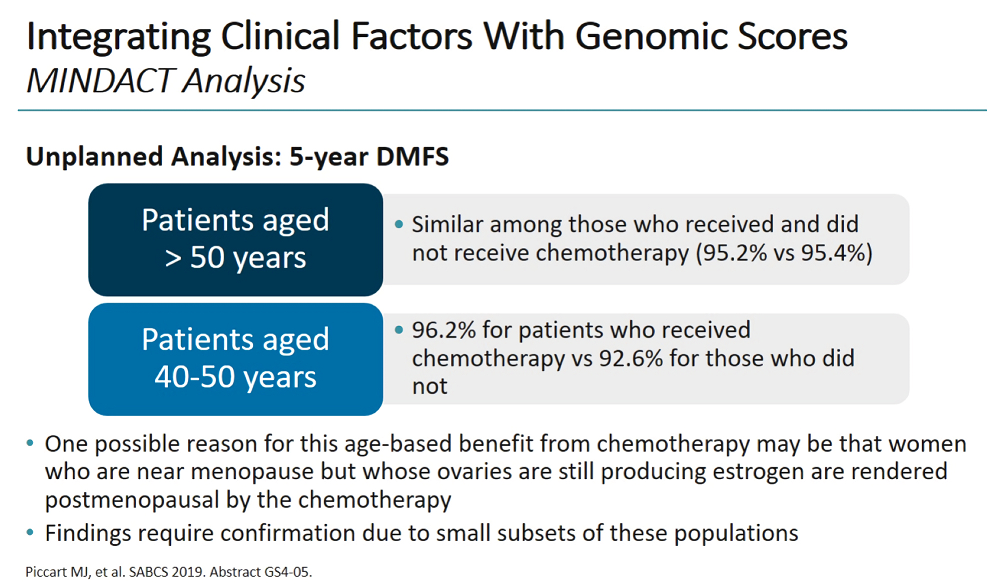 Integrating Clinical Factors With Genomic Scores
MINDACT Analysis
Unplanned Analysis: 5-year DMFS
Patients aged
> 50 years
• Similar among those who received and did
not receive chemotherapy (95.2% vs 95.4%)
Patients aged
40-50 years
• 96.2% for patients who received
chemotherapy vs 92.6% for those who did
not
• One possible reason for this age-based benefit from chemotherapy may be that women
who are near menopause but whose ovaries are still producing estrogen are rendered
postmenopausal by the chemotherapy
• Findings require confirmation due to small subsets of these populations
Piccart MJ, et al. SABCS 2019. Abstract GS4-05.